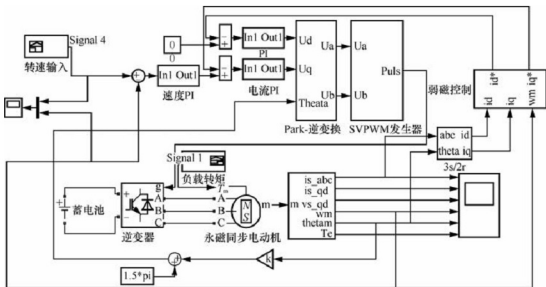 Signal 4
转速输入
0
0
In1 Out1
速度PI
In1 Out1
PI
In1 Out1
电流PI
Ud
Uq
Theata
Ua
Ub
Park-逆变换
Ua
Ub
Puls
SVPWM发生器
弱磁控制
id*
id
iq
wm iq*
abc id
theta iq
3s/2r
Signal 1
负载转矩
蓄电池
g
A
B
C
逆变器
Tm
A
B
C
N
S
m
永磁同步电动机
m
is_abc
is_qd
vs_qd
wm
thetam
Te
1.5*pi
k